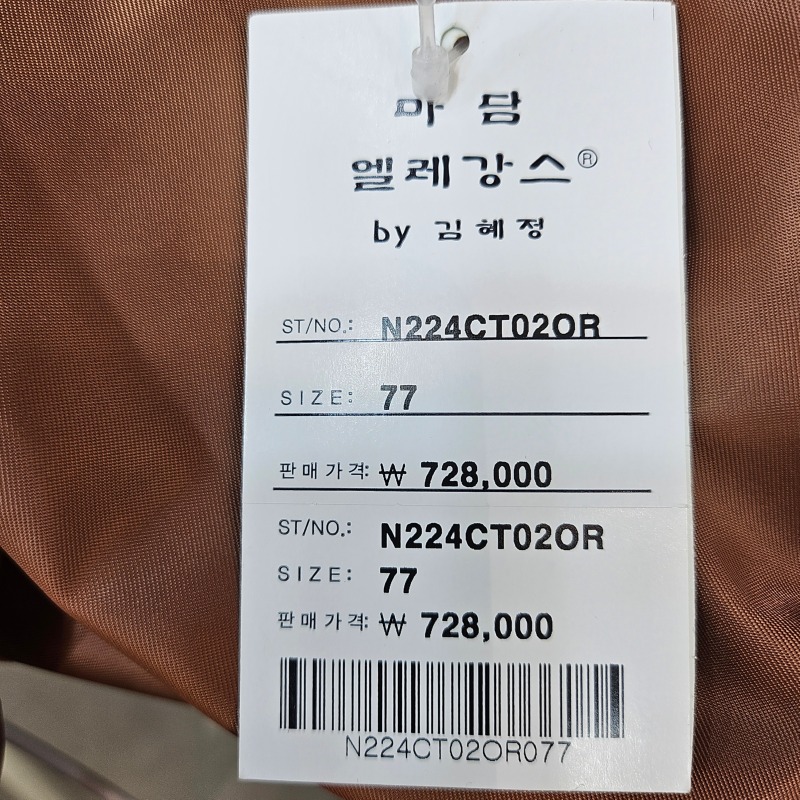 마담
엘레강스®
by 김혜정
ST/NO.: N224CT02OR
SIZE: 77
판매가격: ₩ 728,000
ST/NO.: N224CT02OR
SIZE: 77
판매가격: ₩ 728,000
N224CT02OR077